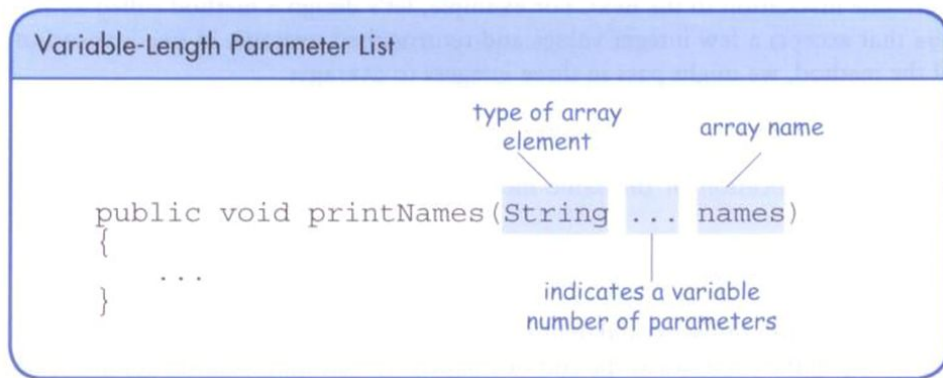 Variable-Length Parameter List
type of array
element
array name
public void printNames(String ... names)
{
...
}
indicates a variable
number of parameters